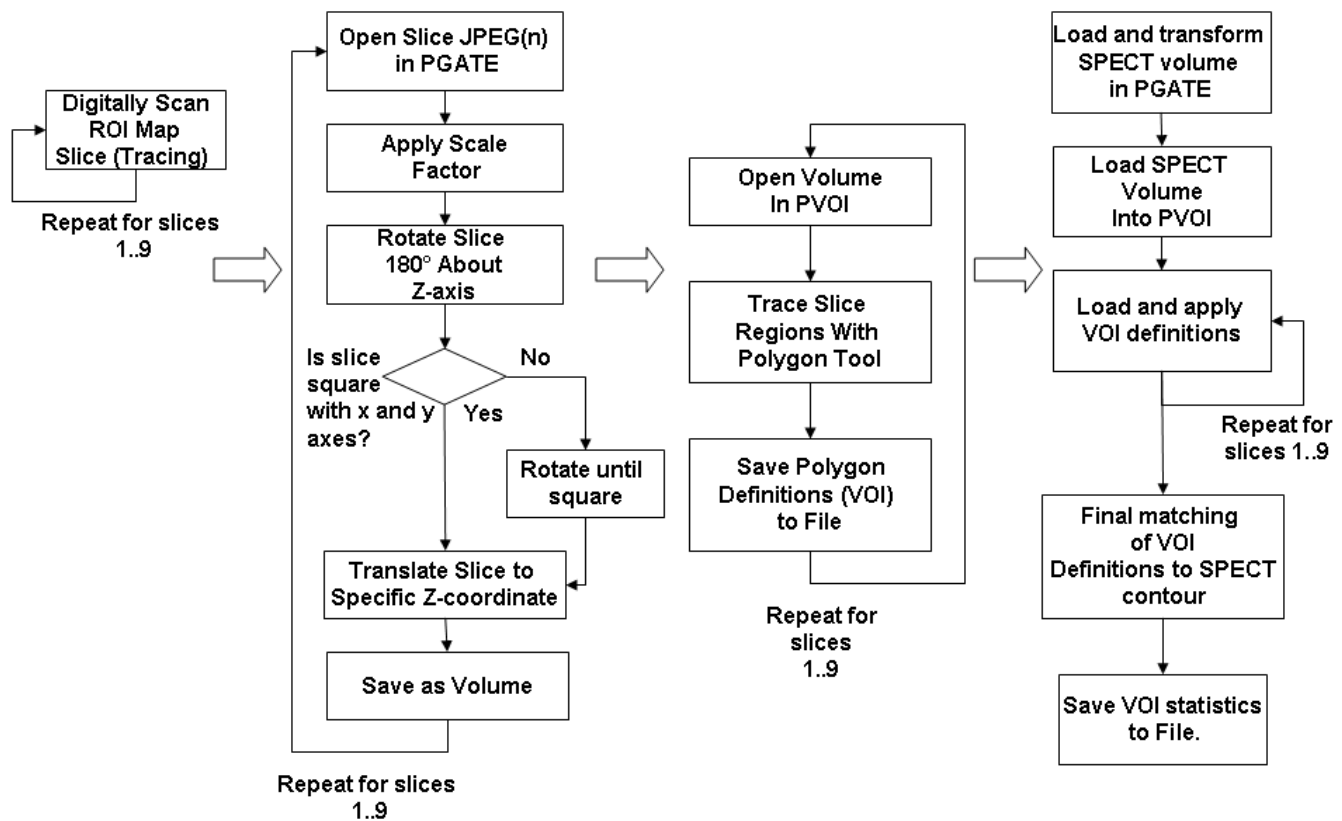 Digitally Scan
ROI Map
Slice (Tracing)
Repeat for slices
1..9
Open Slice JPEG(n)
in PGATE
Apply Scale
Factor
Rotate Slice
180° About
Z-axis
Is slice
square
with x and y
axes?
No
Yes
Rotate until
square
Translate Slice to
Specific Z-coordinate
Save as Volume
Repeat for slices
1..9
Open Volume
In PVOI
Trace Slice
Regions With
Polygon Tool
Save Polygon
Definitions (VOI)
to File
Repeat for
slices
1..9
Load and transform
SPECT volume
in PGATE
Load SPECT
Volume
Into PVOI
Load and apply
VOI definitions
Repeat for
slices 1..9
Final matching
of VOI
Definitions to SPECT
contour
Save VOI statistics
to File.